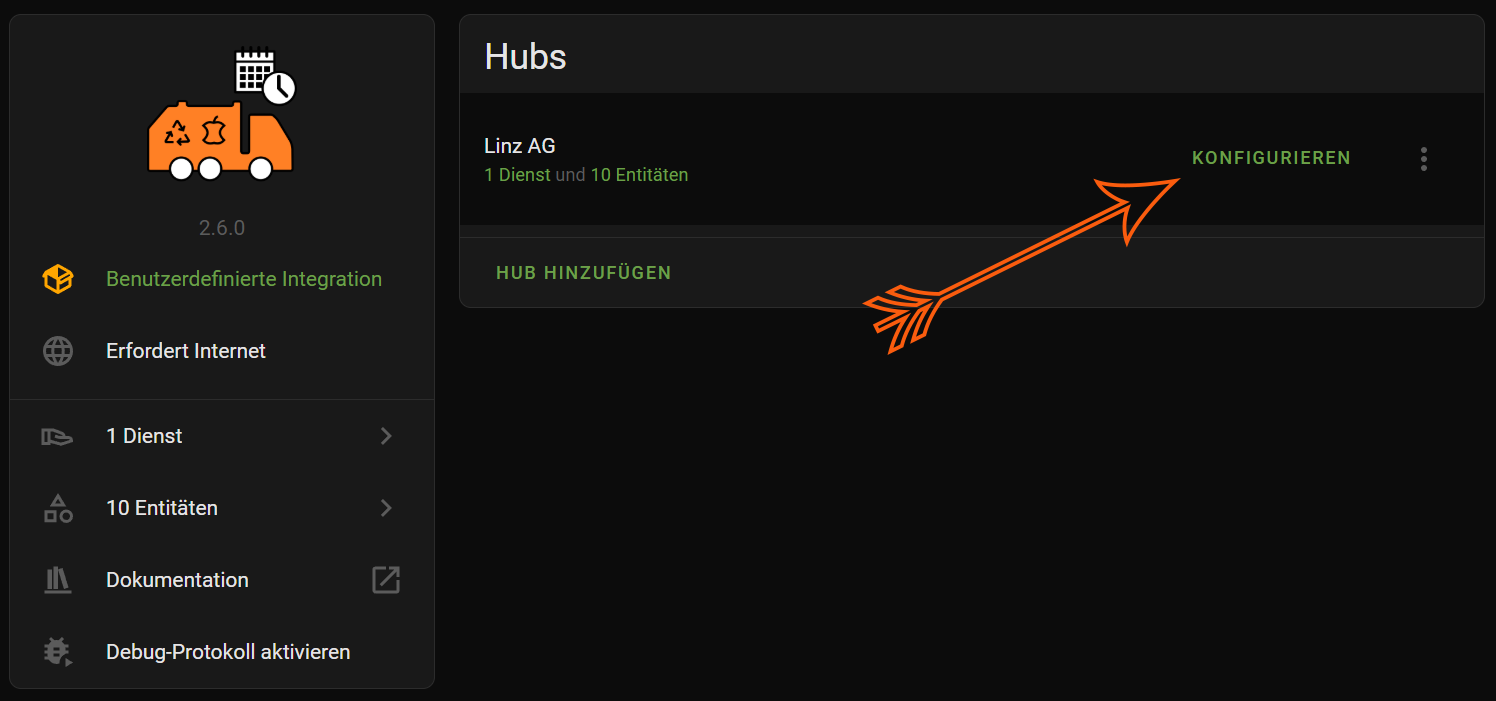 2.6.0
Benutzerdefinierte Integration
Erfordert Internet
1 Dienst
10 Entitäten
Dokumentation
Debug-Protokoll aktivieren
Hubs
Linz AG
1 Dienst und 10 Entitäten
KONFIGURIEREN
HUB HINZUFÜGEN